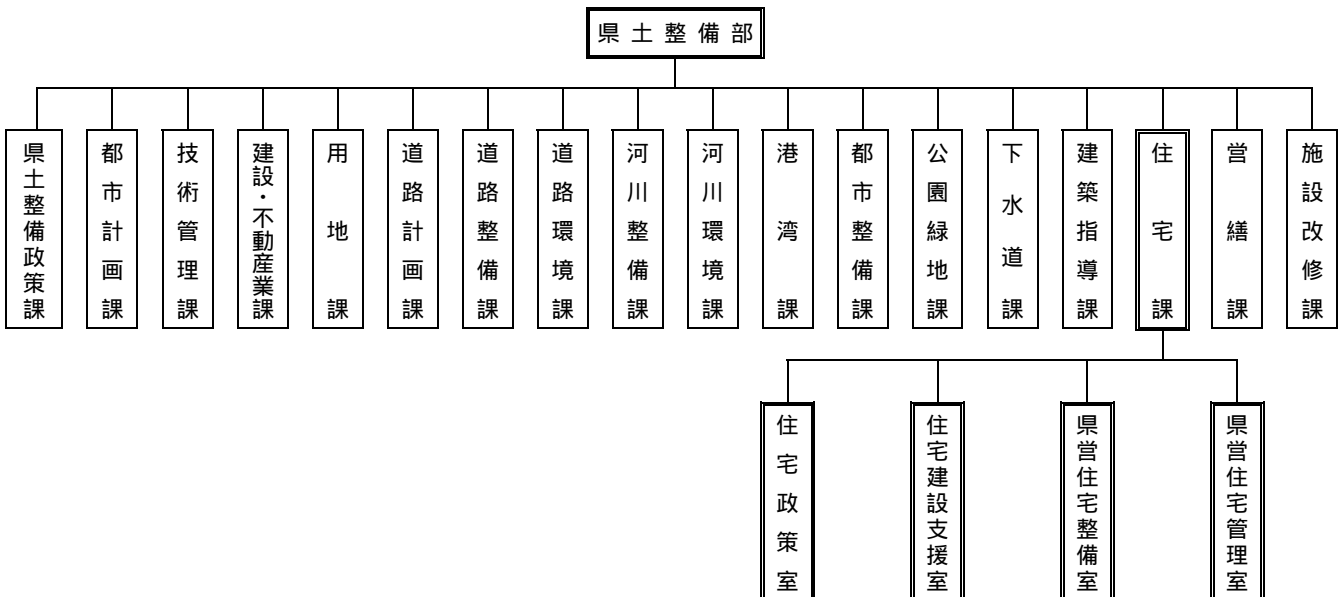 県土整備部
県土整備政策課
都市計画課
技術管理課
建設・不動産業課
用地課
道路計画課
道路整備課
道路環境課
河川整備課
河川環境課
港湾課
都市整備課
公園緑地課
下水道課
建築指導課
住宅課
営繕課
施設改修課
住宅政策室
住宅建設支援室
県営住宅整備室
県営住宅管理室